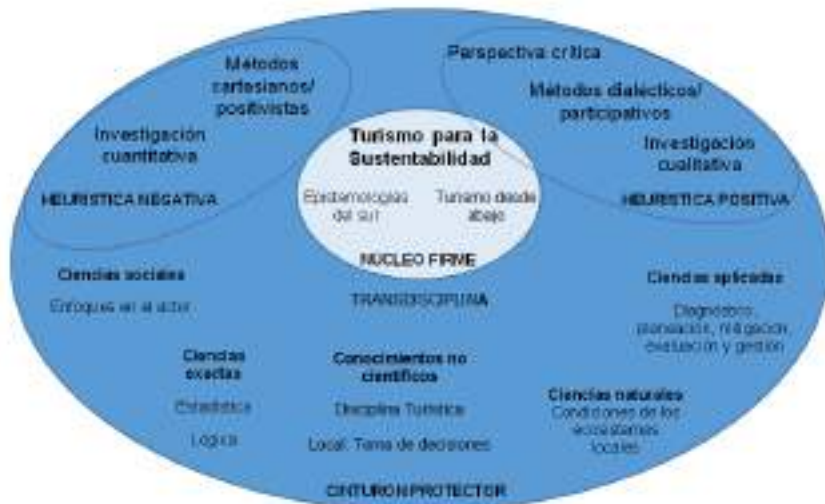 Métodos
cartesianos/
positivistas
Investigación
cuantitativa
HEURISTICA NEGATIVA
Perspectiva crítica
Métodos dialécticos/
participativos
Investigación
cualitativa
HEURISTICA POSITIVA
Turismo para la
Sustentabilidad
Epistemologías
del sur
Turismo desde
abajo
NUCLEO FIRME
TRANSDISCIPLINA
Ciencias sociales
Enfoques en el actor
Ciencias aplicadas
Diagnóstico,
planeación, mitigación,
evaluación y gestión
Ciencias
exactas
Estadística
Lógica
Conocimientos no
científicos
Disciplina Turística
Local. Toma de decisiones
Ciencias naturales
Condiciones de los
ecosistemas
locales
CINTURON PROTECTOR